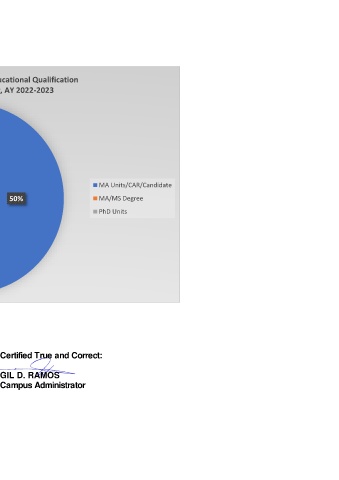 ucational Qualification
, AY 2022-2023
50%
MA Units/CAR/Candidate
MA/MS Degree
PhD Units
Certified True and Correct:
GIL D. RAMOS
Campus Administrator